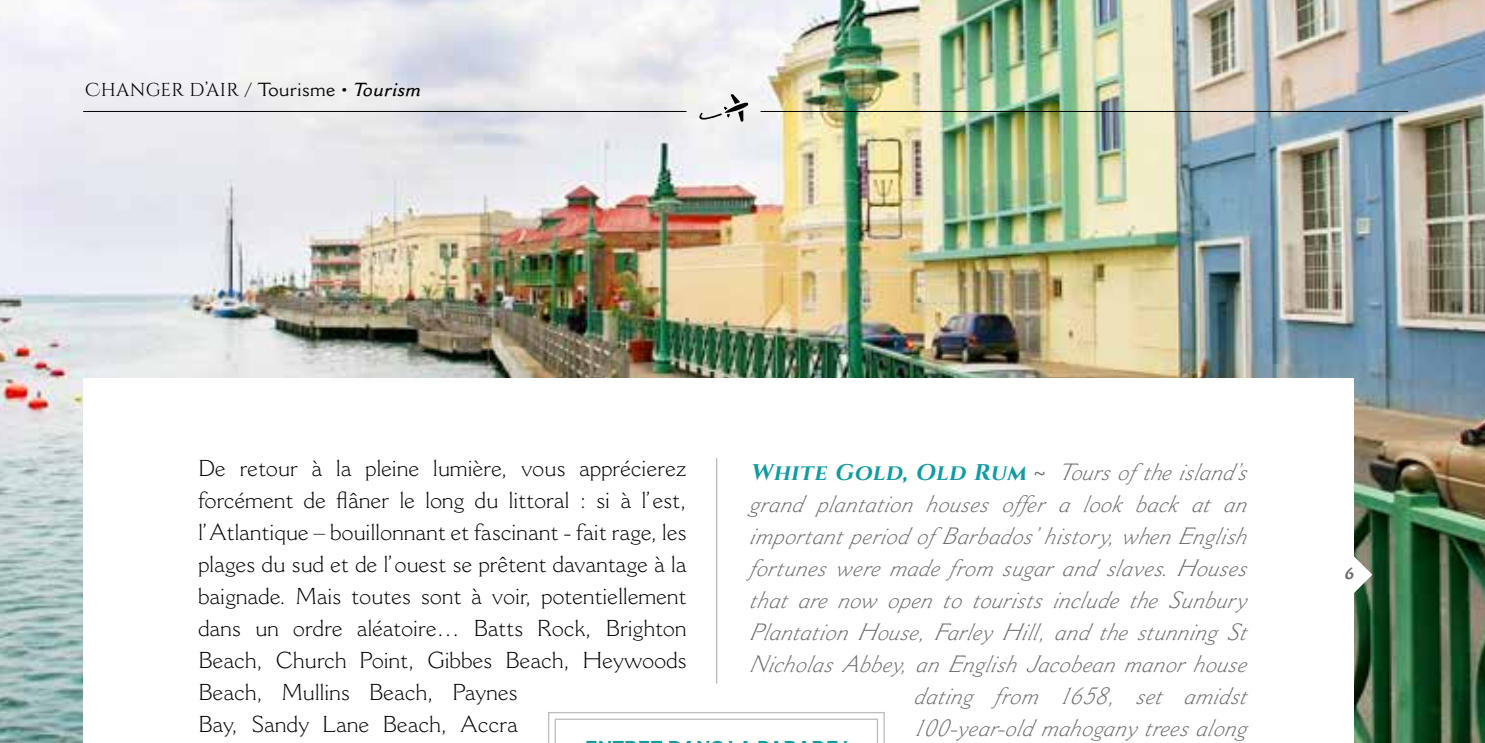 CHANGER D'AIR / Tourisme • Tourism
De retour à la pleine lumière, vous apprécierez
forcément de flâner le long du littoral : si à l'est,
l'Atlantique – bouillonnant et fascinant - fait rage, les
plages du sud et de l'ouest se prêtent davantage à la
baignade. Mais toutes sont à voir, potentiellement
dans un ordre aléatoire… Batts Rock, Brighton
Beach, Church Point, Gibbes Beach, Heywoods
Beach, Mullins Beach, Paynes
Bay, Sandy Lane Beach, Accra
WHITE GOLD, OLD RUM ~ Tours of the island's
grand plantation houses offer a look back at an
important period of Barbados' history, when English
fortunes were made from sugar and slaves. Houses
that are now open to tourists include the Sunbury
Plantation House, Farley Hill, and the stunning St
Nicholas Abbey, an English Jacobean manor house
dating from 1658, set amidst
100-year-old mahogany trees along
ENTREZ DANS LA PARADE !
6